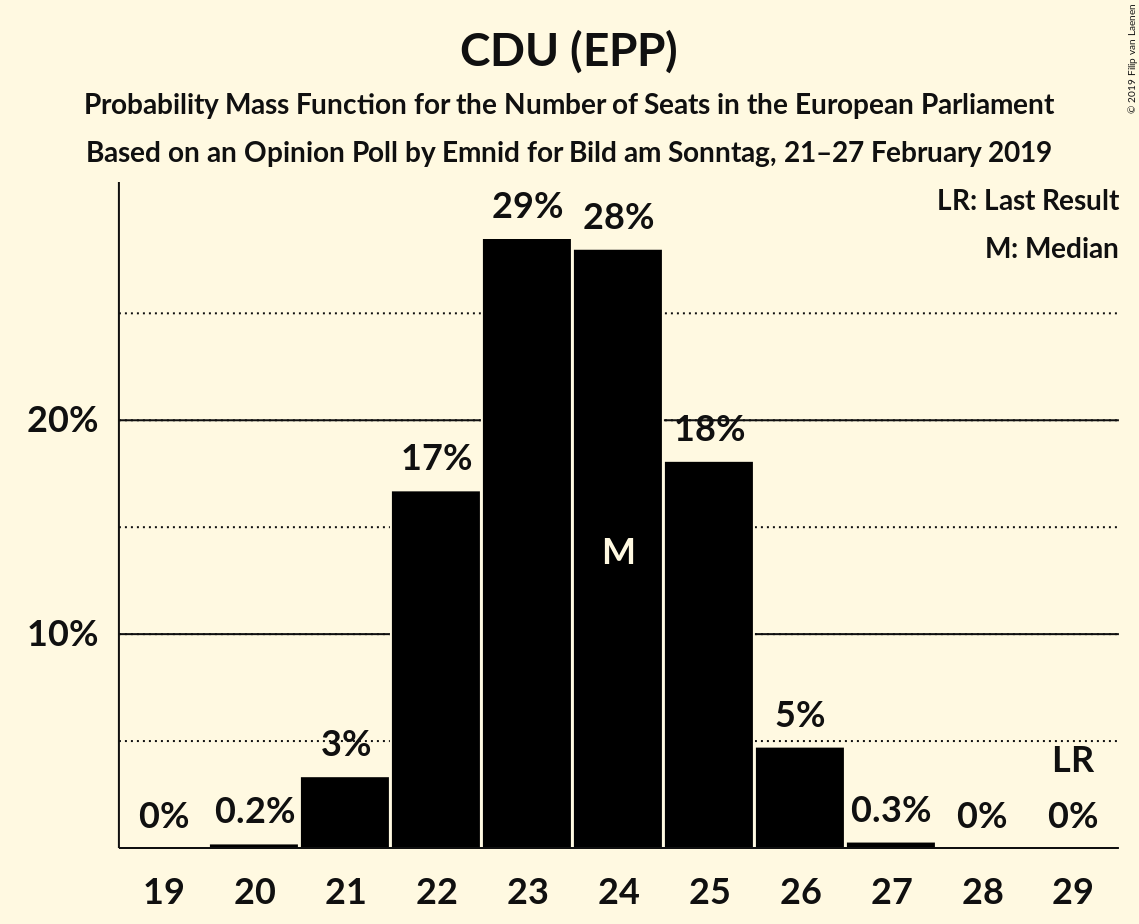 CDU (EPP)
Probability Mass Function for the Number of Seats in the European Parliament
Based on an Opinion Poll by Emnid for Bild am Sonntag, 21–27 February 2019
© 2019 Filip van Laenen
LR: Last Result
M: Median
29%
28%
20%
18%
17%
M
10%
5%
3%
LR
0%
0.2%
0.3%
0%
0%
19 20 21 22 23 24 25 26 27 28 29